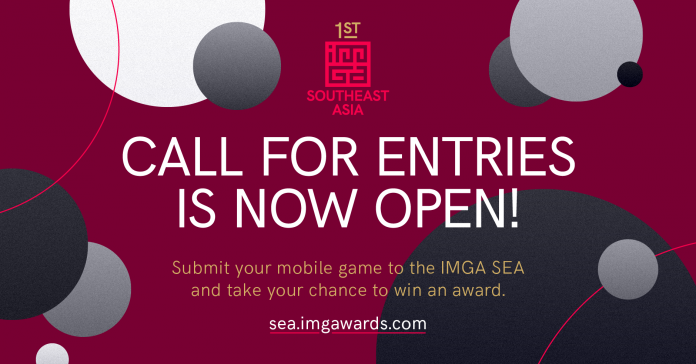 1ST
IMGA
SOUTHEAST
ASIA
CALL FOR ENTRIES
IS NOW OPEN!
Submit your mobile game to the IMGA SEA
and take your chance to win an award.
sea.imgawards.com